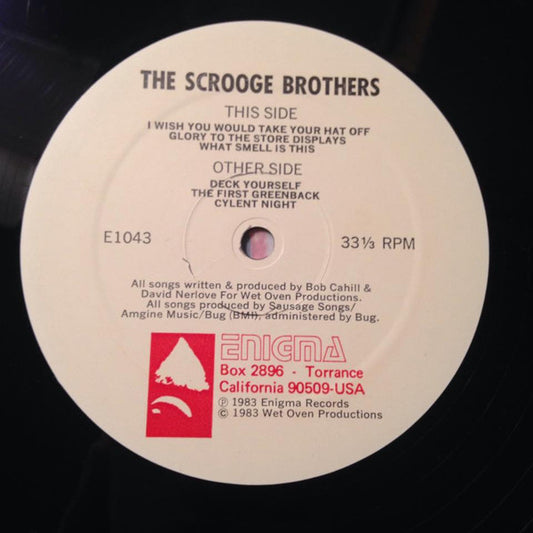 THE SCROOGE BROTHERS
THIS SIDE
I WISH YOU WOULD TAKE YOUR HAT OFF
GLORY TO THE STORE DISPLAYS
WHAT SMELL IS THIS
OTHER SIDE
DECK YOURSELF
THE FIRST GREENBACK
CYLENT NIGHT
E1043
33⅓ RPM
All songs written & produced by Bob Cahill &
David Nerlove For Wet Oven Productions.
All songs produced by Sausage Songs/
Amgine Music/Bug (BMI), administered by Bug.
ENIGMA
Box 2896 - Torrance
California 90509-USA
℗ 1983 Enigma Records
© 1983 Wet Oven Productions